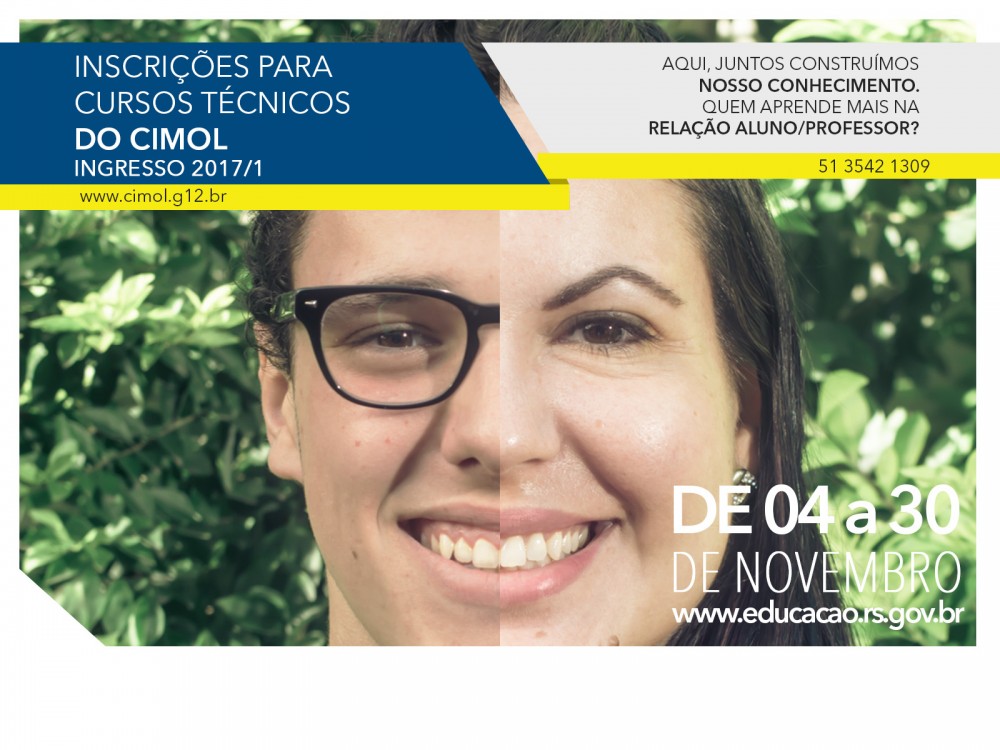 INSCRIÇÕES PARA
CURSOS TÉCNICOS
DO CIMOL
INGRESSO 2017/1
www.cimol.g12.br
AQUI, JUNTOS CONSTRUÍMOS
NOSSO CONHECIMENTO.
QUEM APRENDE MAIS NA
RELAÇÃO ALUNO/PROFESSOR?
51 3542 1309
DE 04 a 30
DE NOVEMBRO
www.educacao.rs.gov.br